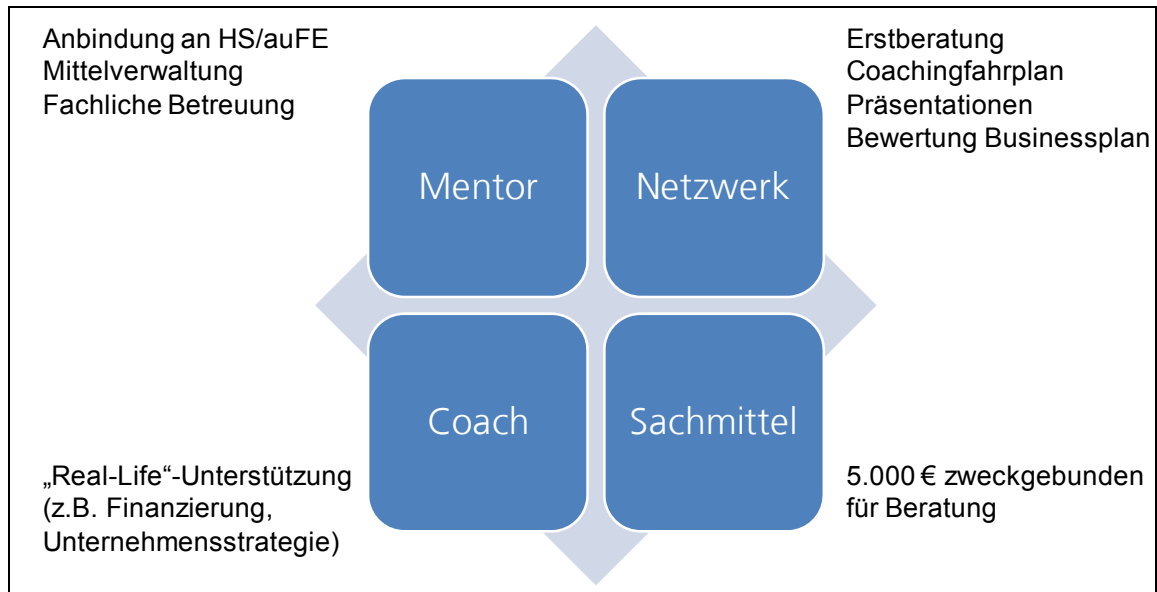 Anbindung an HS/auFE
Mittelverwaltung
Fachliche Betreuung
Erstberatung
Coachingfahrplan
Präsentationen
Bewertung Businessplan
Mentor
Netzwerk
Coach
Sachmittel
„Real-Life“-Unterstützung
(z.B. Finanzierung,
Unternehmensstrategie)
5.000 € zweckgebunden
für Beratung